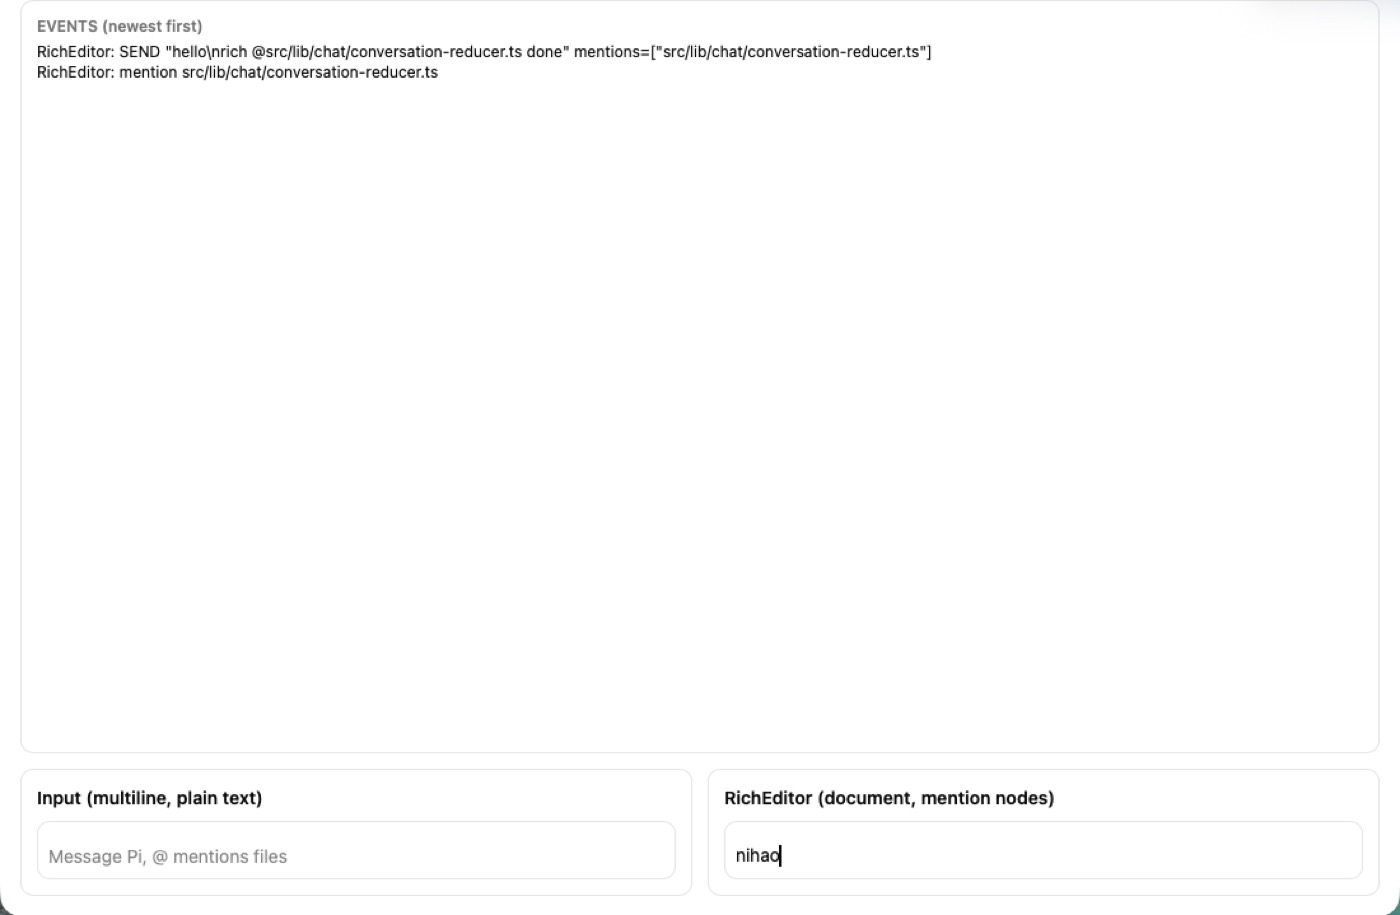 EVENTS (newest first)
RichEditor: SEND "hello\nrich @src/lib/chat/conversation-reducer.ts done" mentions=["src/lib/chat/conversation-reducer.ts"]
RichEditor: mention src/lib/chat/conversation-reducer.ts
Input (multiline, plain text)
Message Pi, @ mentions files
RichEditor (document, mention nodes)
nihao